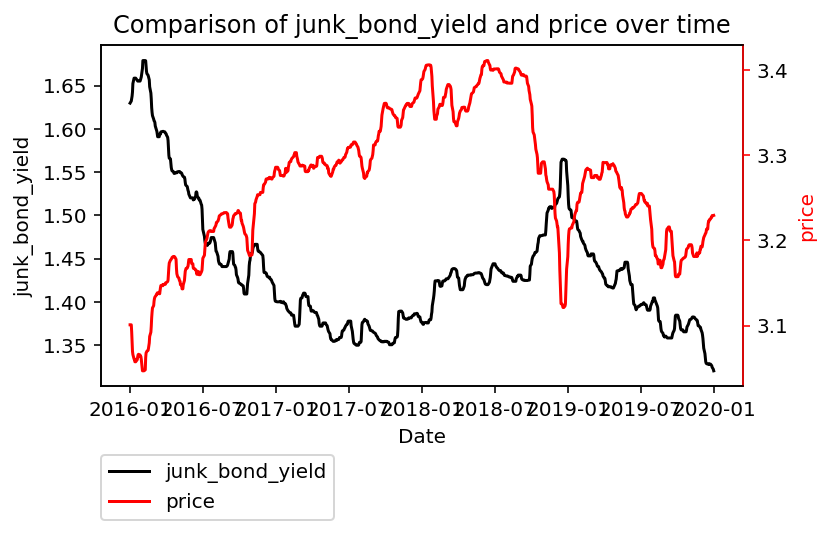 Comparison of junk_bond_yield and price over time
junk_bond_yield
1.65
1.60
1.55
1.50
1.45
1.40
1.35
3.4
3.3
3.2
3.1
price
2016-01 2016-07 2017-01 2017-07 2018-01 2018-07 2019-01 2019-07 2020-01
Date
junk_bond_yield
price